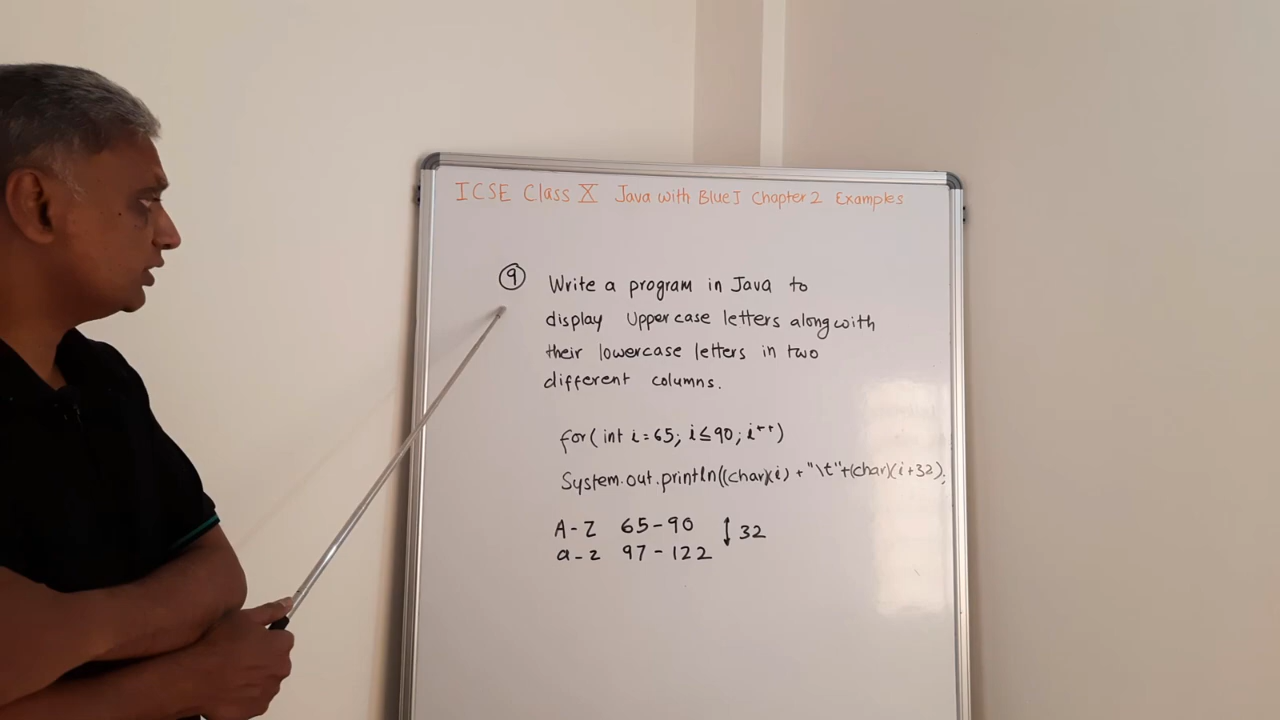 ICSE Class X Java with BlueJ Chapter 2 Examples
9 Write a program in Java to
display Uppercase letters along with
their lowercase letters in two
different columns.
for(int i=65; i≤90; i++)
System.out.println((char)(i)+"\t"+(char)(i+32);
A-Z 65-90 ↕ 32
a-z 97-122